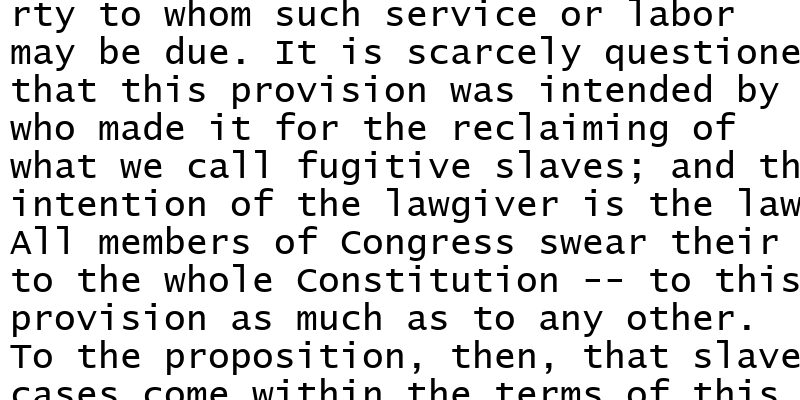 rty to whom such service or labor
may be due. It is scarcely questione
that this provision was intended by
who made it for the reclaiming of
what we call fugitive slaves; and th
intention of the lawgiver is the law
All members of Congress swear their
to the whole Constitution -- to this
provision as much as to any other.
To the proposition, then, that slave
cases come within the terms of this